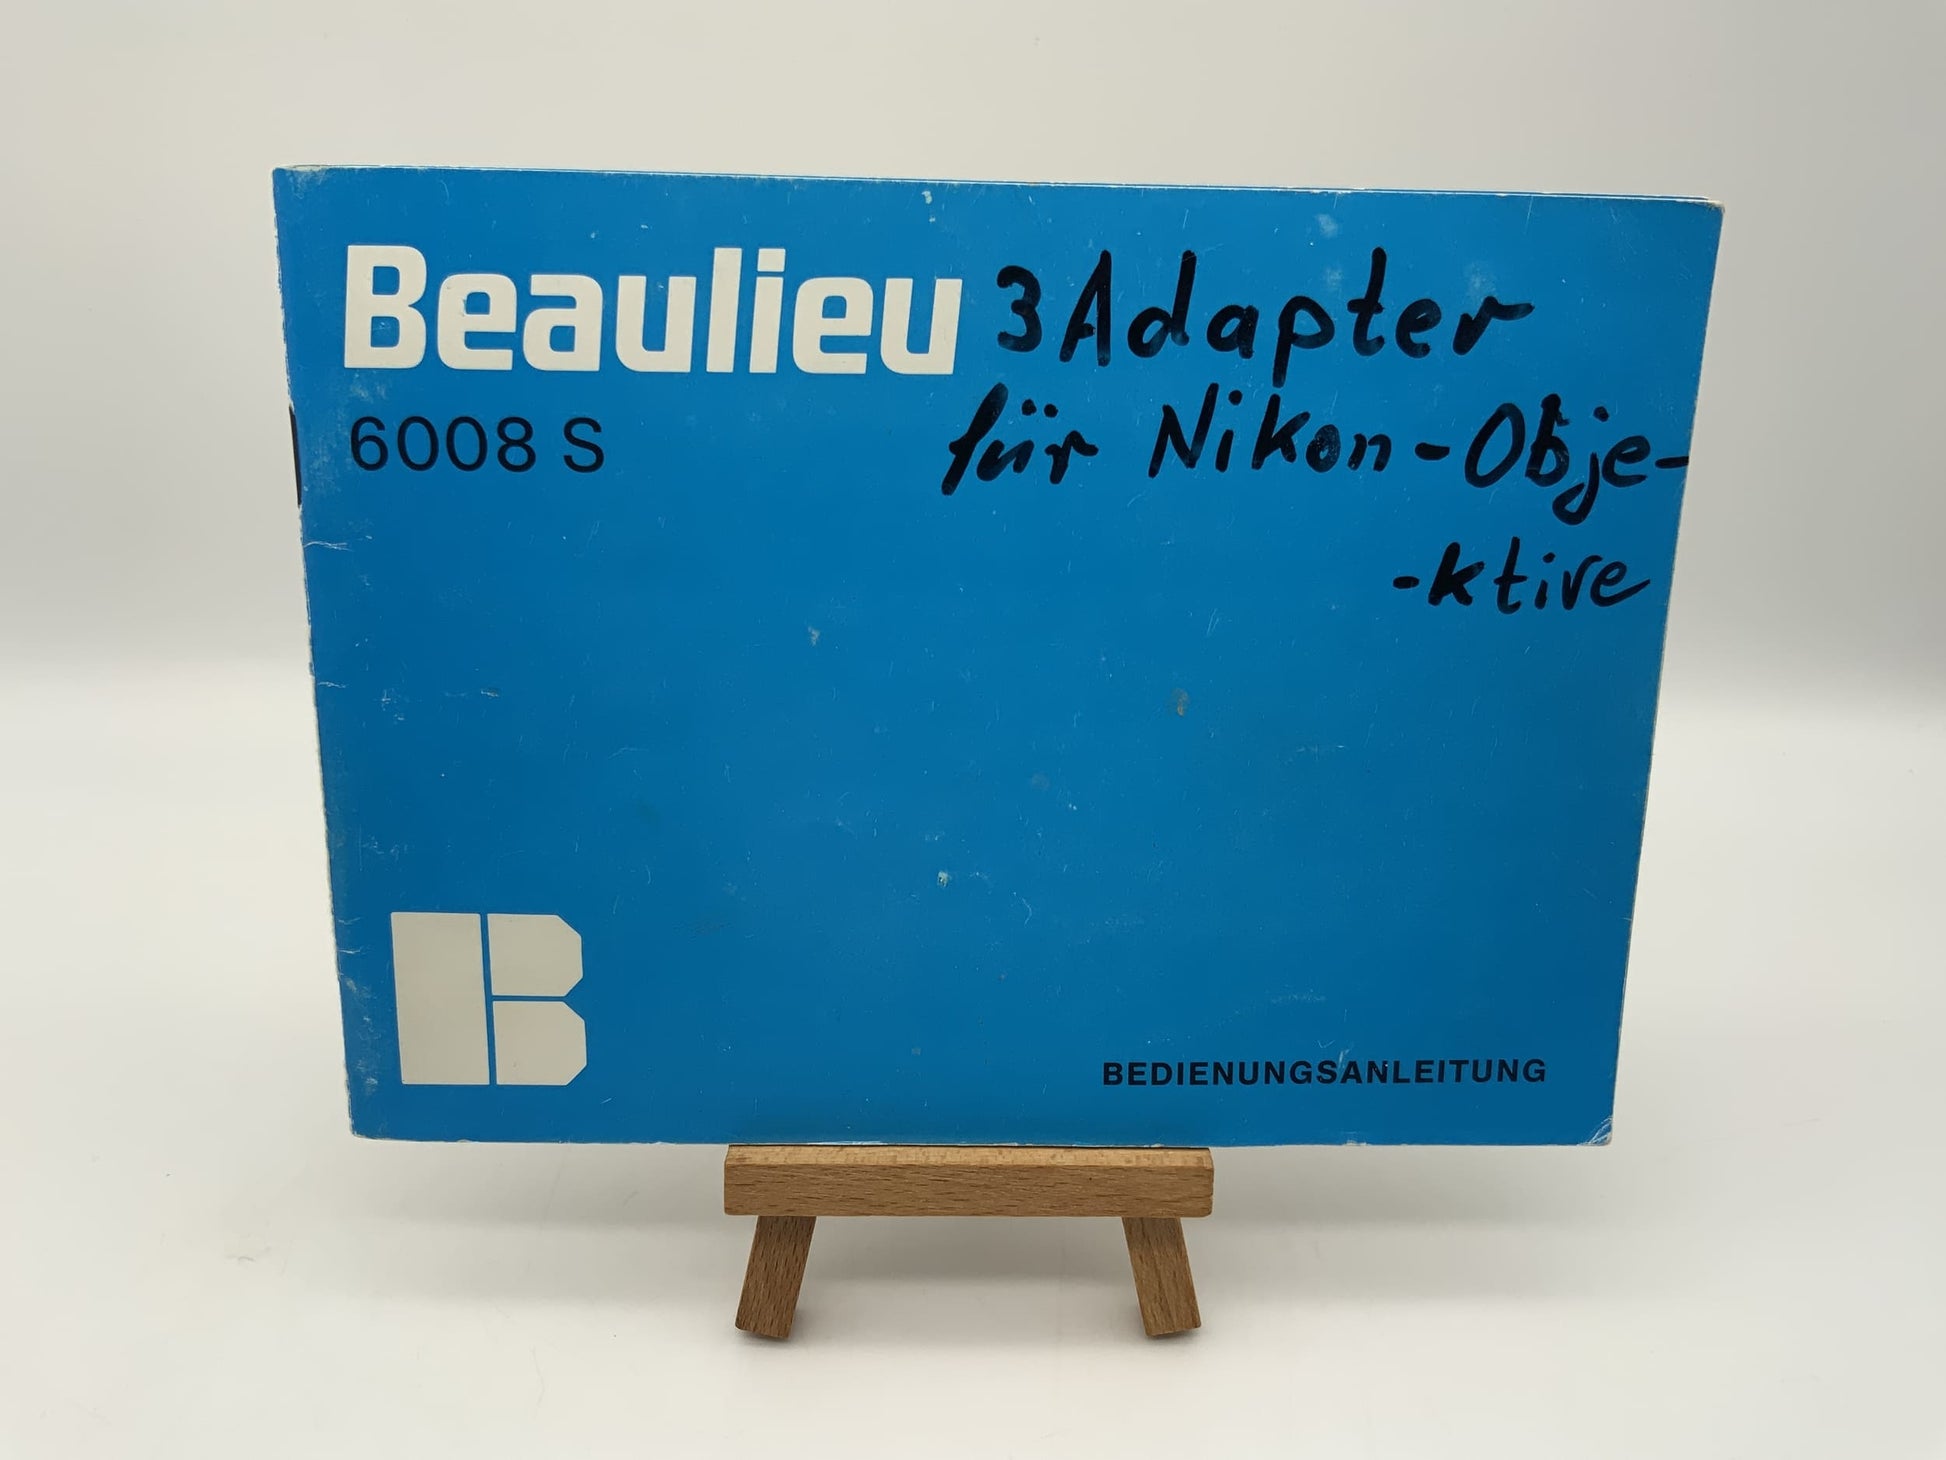 Beaulieu
6008 S
3 Adapter
für Nikon-Obje-
-ktive
B
BEDIENUNGSANLEITUNG